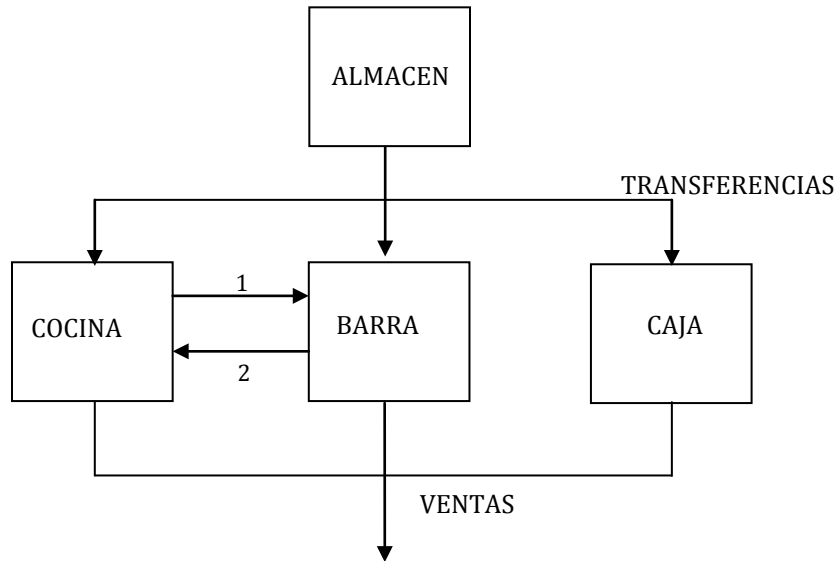 ALMACEN
TRANSFERENCIAS
1
COCINA
BARRA
CAJA
2
VENTAS